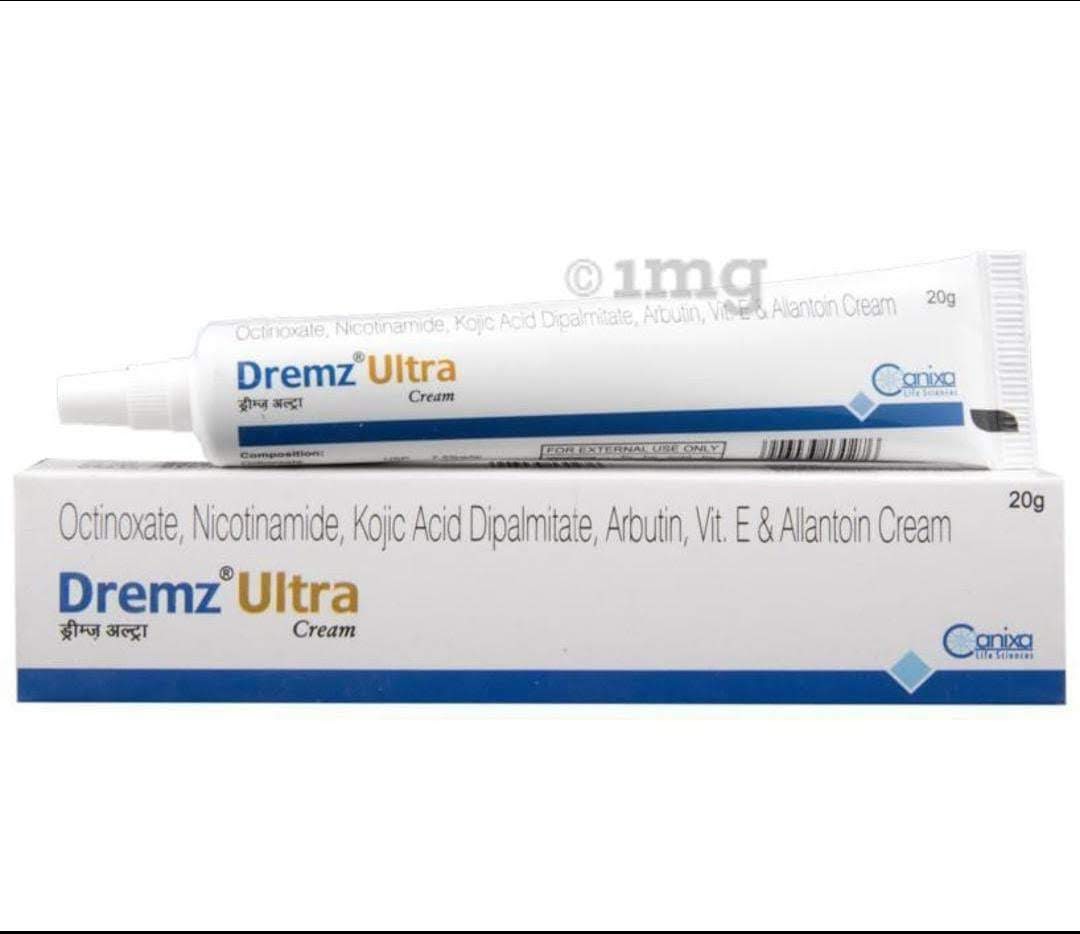 © 1mg
Octinoxate, Nicotinamide, Kojic Acid Dipalmitate, Arbutin, Vit. E & Allantoin Cream
20g
Dremz® Ultra
ड्रीम्ज़ अल्ट्रा
Cream
Canixa
Life Sciences
Composition:
FOR EXTERNAL USE ONLY
20g
Octinoxate, Nicotinamide, Kojic Acid Dipalmitate, Arbutin, Vit. E & Allantoin Cream
Dremz® Ultra
ड्रीम्ज़ अल्ट्रा
Cream
Canixa
Life Sciences